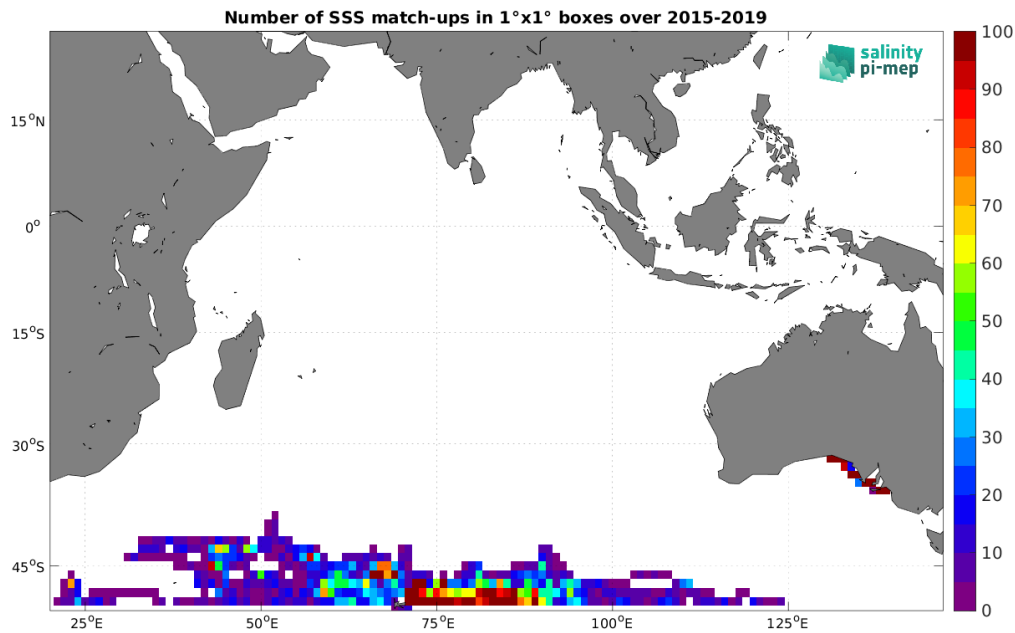 Number of SSS match-ups in 1°x1° boxes over 2015-2019
salinity
pi-mep
100
90
80
70
60
50
40
30
20
10
0
15°N
0°
15°S
30°S
45°S
25°E
50°E
75°E
100°E
125°E